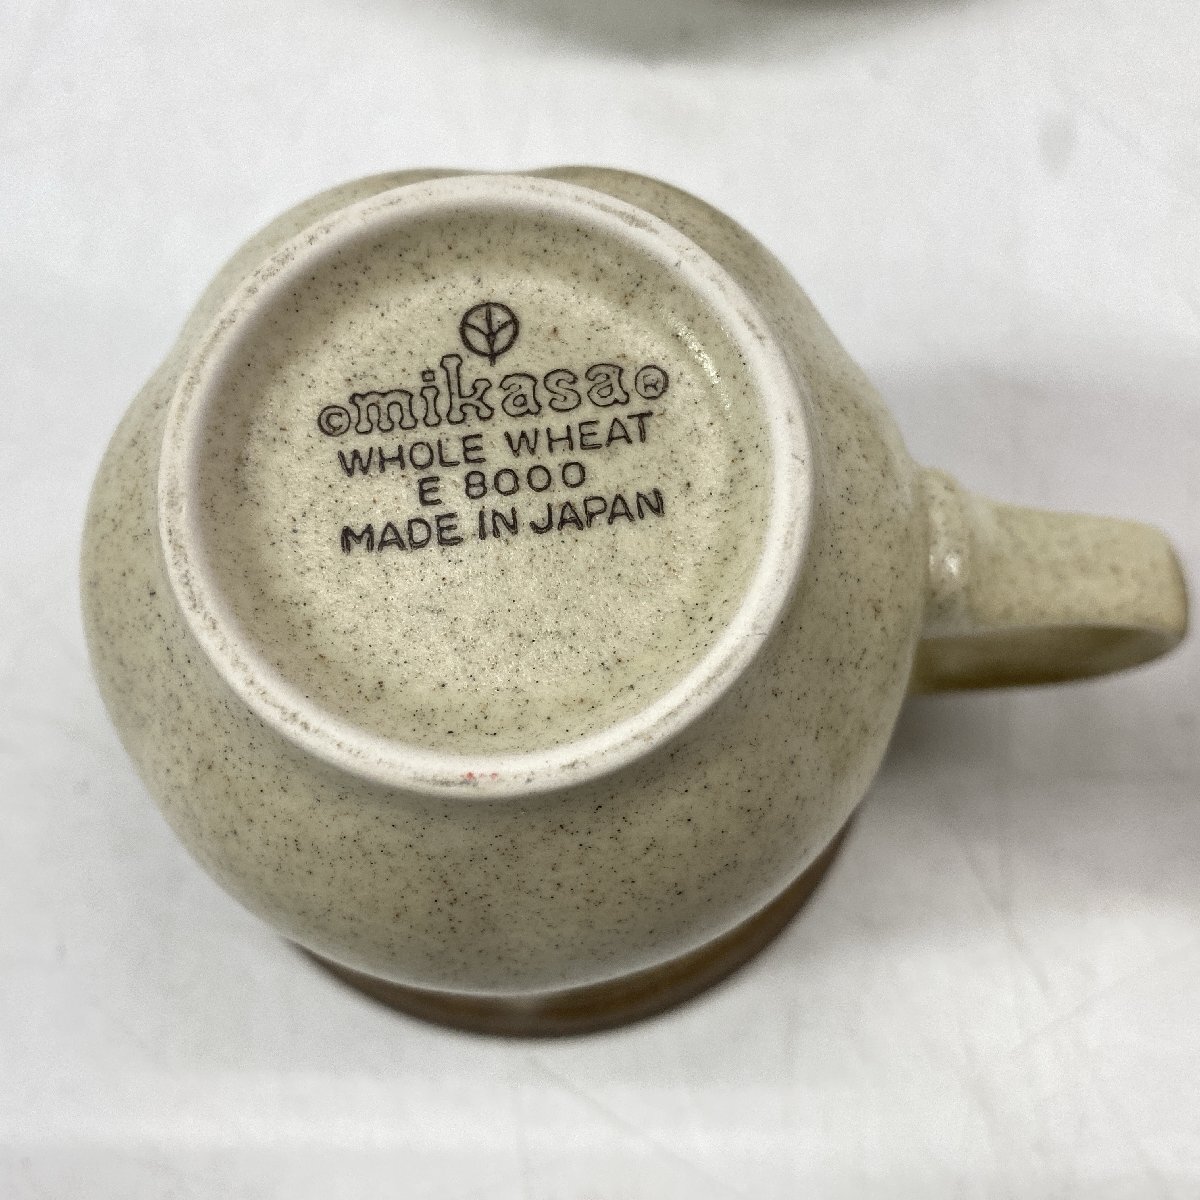 ©mikasa®
WHOLE WHEAT
E 8000
MADE IN JAPAN